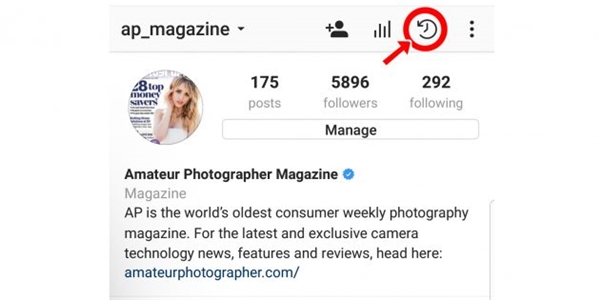 ap_magazine
175 5896 292
posts followers following
28 top
money
savers
Manage
Amateur Photographer Magazine
Magazine
AP is the world's oldest consumer weekly photography
magazine. For the latest and exclusive camera
technology news, features and reviews, head here:
amateurphotographer.com/